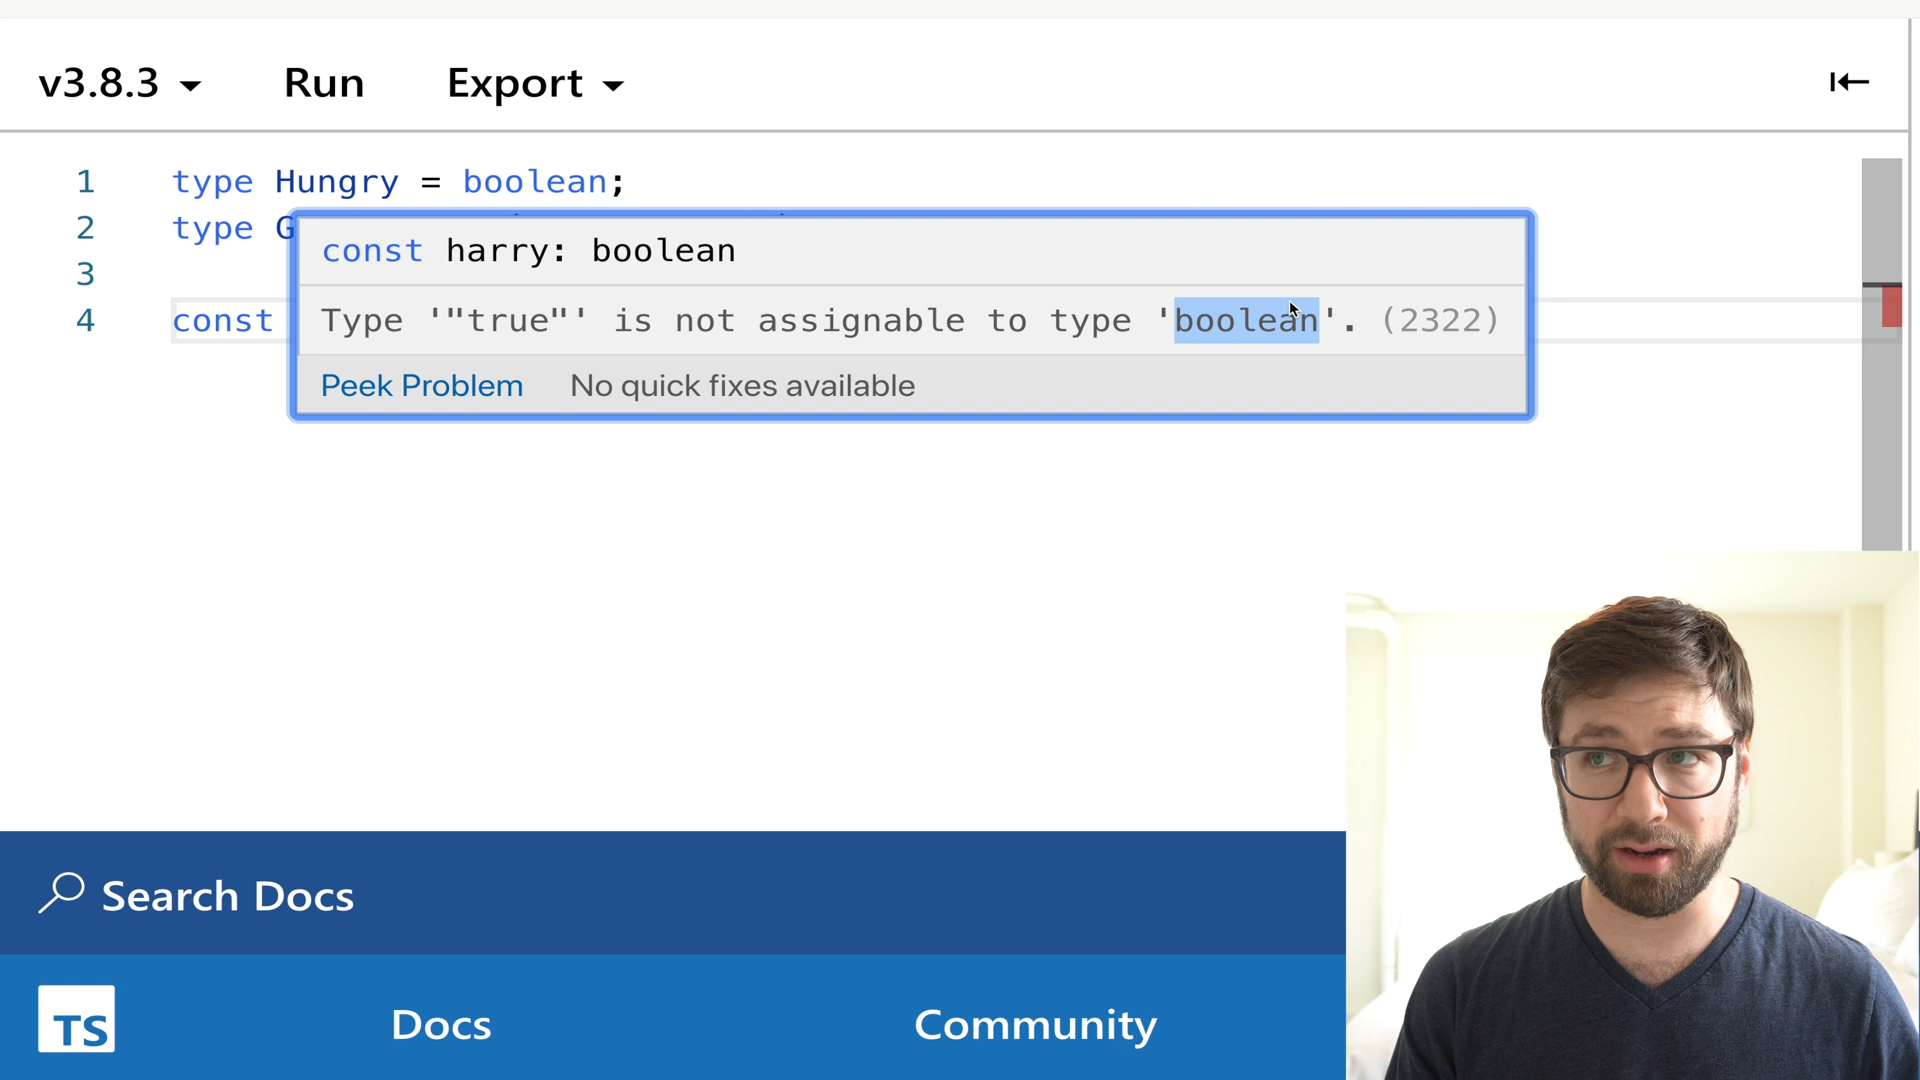 v3.8.3 Run Export
1 type Hungry = boolean;
2 type G
const harry: boolean
3
4 const
Type '"true"' is not assignable to type 'boolean'. (2322)
Peek Problem No quick fixes available
Search Docs
TS Docs Community